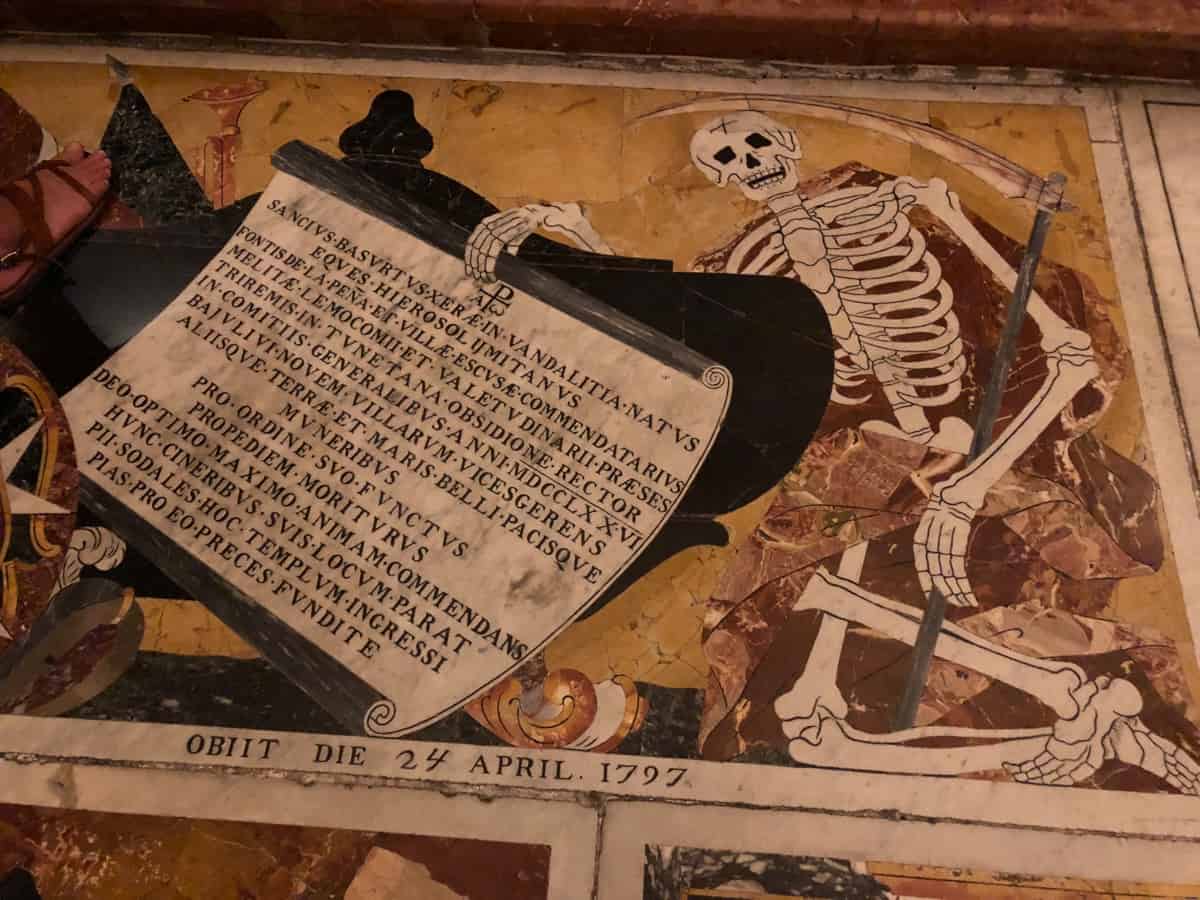 SANCIVS·BASVRTVS·XERÆ·IN·VANDALITIA·NATVS
EQVES·HIEROSOLIJMITANVS
FONTIS·DE·LA·PEÑA·ET·VILLÆ·ESCVSÆ·COMMENDATARIVS
MELITÆ·LEMOCOMII·ET·VALETVDINARII·PRÆSES
TRIREMIS·IN·TVNETANA·OBSIDIONE·RECTOR
IN·COMITIIS·GENERALIBVS·ANNI·MDCCLXXVI
BAJVLIVI·NOVEM·VILLARVM·VICESGERENS
ALIISQVE·TERRÆ·ET·MARIS·BELLI·PACISQVE
MVNERIBVS
PRO·ORDINE·SVO·FVNCTVS
PROPEDIEM·MORITVRVS
DEO·OPTIMO·MAXIMO·ANIMAM·COMMENDANS
HVNC·CINERIBVS·SVIS·LOCVM·PARAT
PII·SODALES·HOC·TEMPLVM·INGRESSI
PIAS·PRO·EO·PRECES·FVNDITE
OBIIT DIE 24 APRIL. 1797